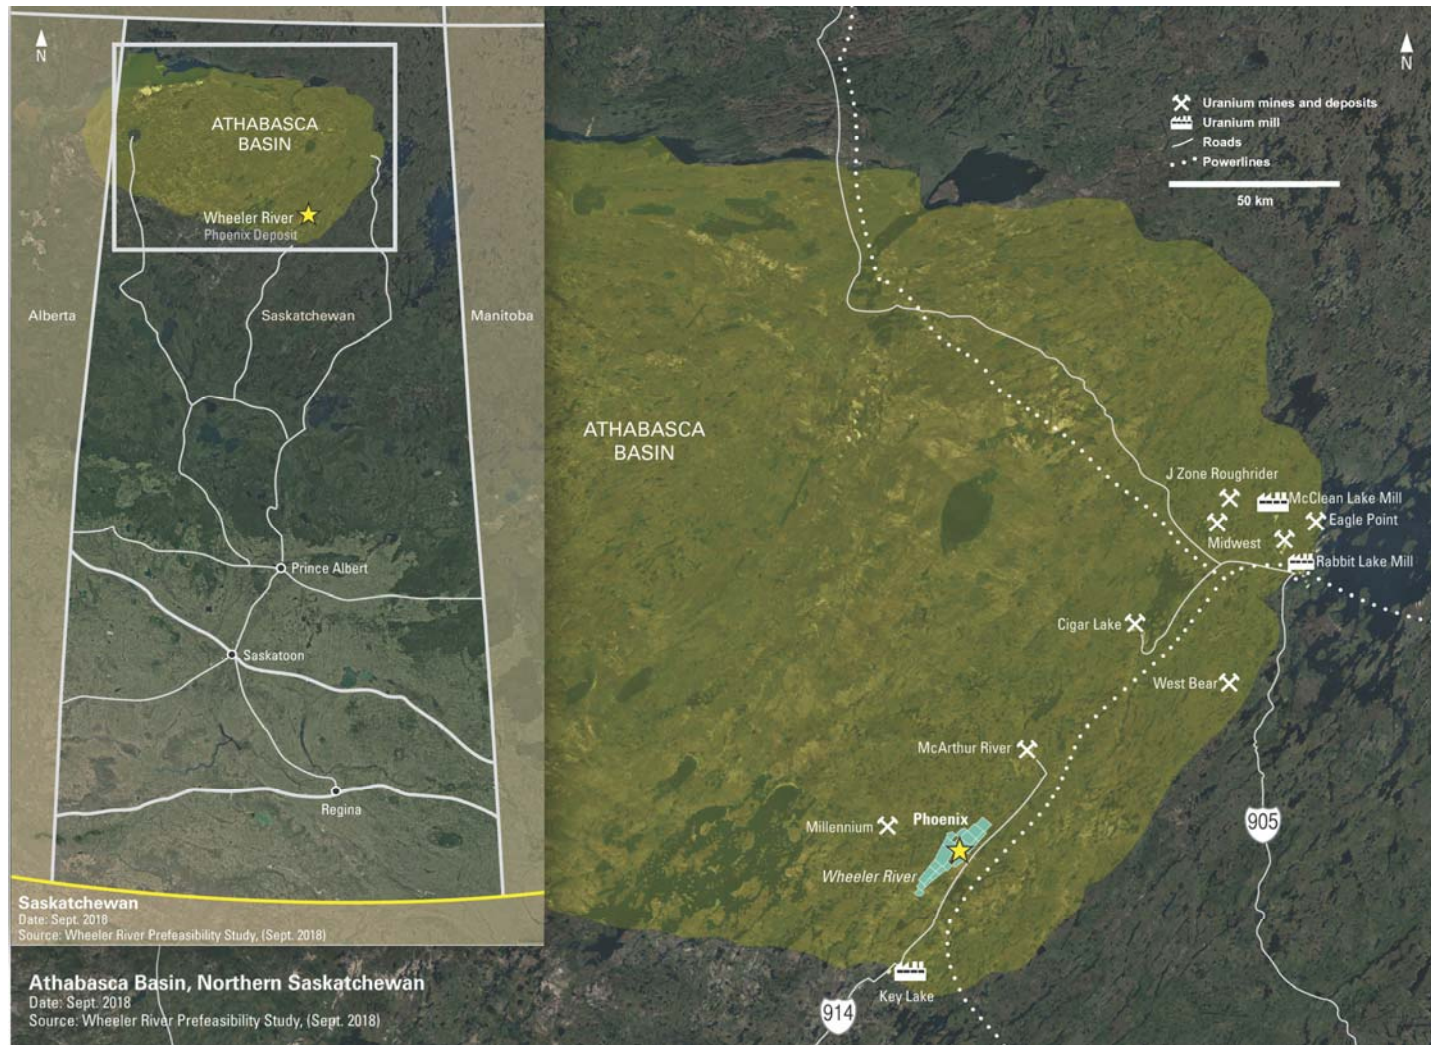 N
ATHABASCA
BASIN
Wheeler River
Phoenix Deposit
Alberta
Saskatchewan
Manitoba
Prince Albert
Saskatoon
Regina
Saskatchewan
Date: Sept. 2018
Source: Wheeler River Prefeasibility Study, (Sept. 2018)
Athabasca Basin, Northern Saskatchewan
Date: Sept. 2018
Source: Wheeler River Prefeasibility Study, (Sept. 2018)
N
Uranium mines and deposits
Uranium mill
Roads
Powerlines
50 km
ATHABASCA
BASIN
J Zone Roughrider
McClean Lake Mill
Eagle Point
Midwest
Rabbit Lake Mill
Cigar Lake
West Bear
McArthur River
Millennium
Phoenix
Wheeler River
905
Key Lake
914